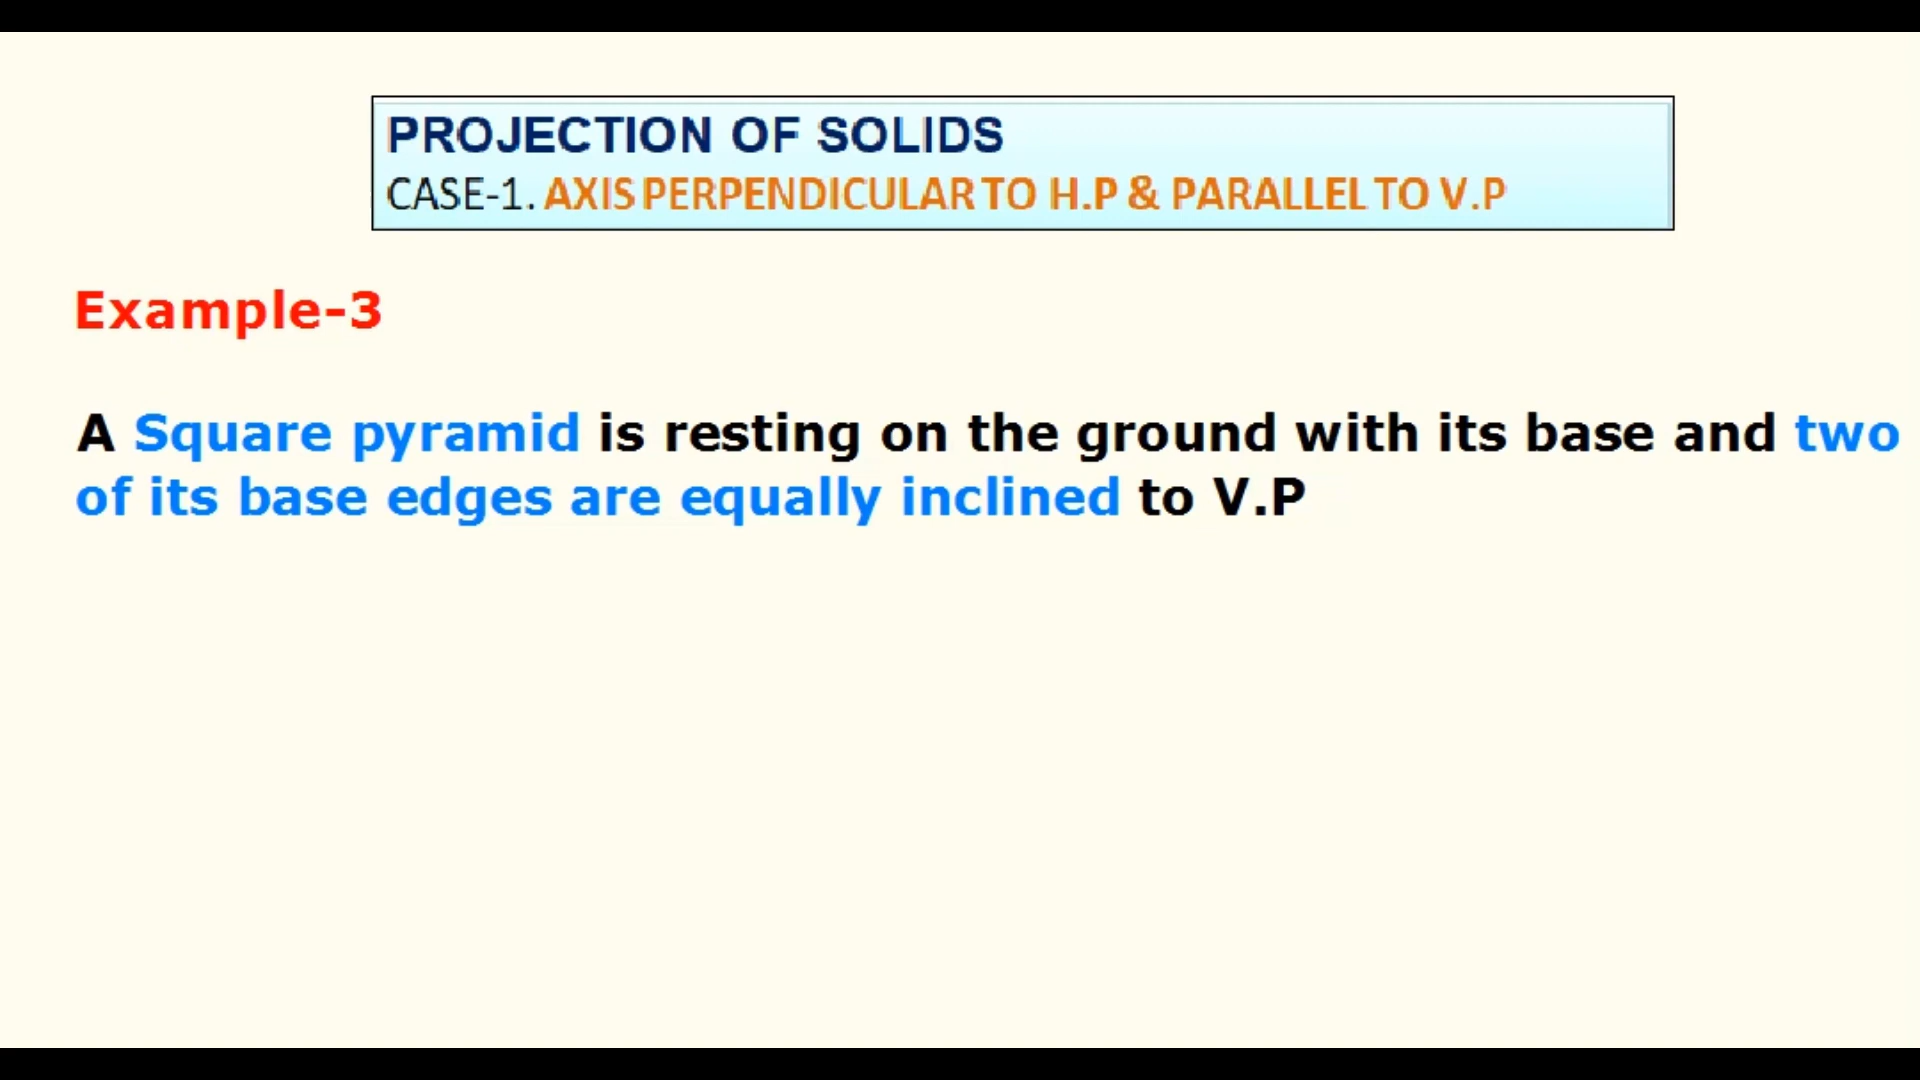 PROJECTION OF SOLIDS
CASE-1. AXIS PERPENDICULAR TO H.P & PARALLEL TO V.P
Example-3
A Square pyramid is resting on the ground with its base and two
of its base edges are equally inclined to V.P